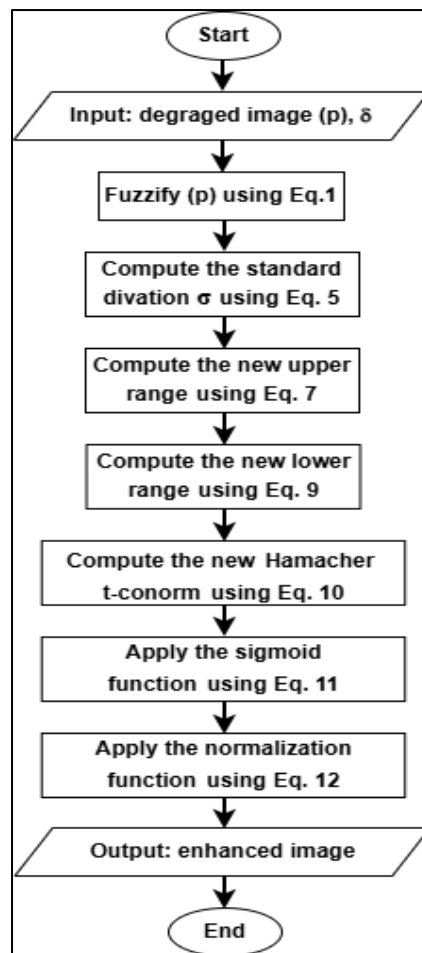 Start
Input: degraged image (p), δ
Fuzzify (p) using Eq.1
Compute the standard
divation σ using Eq. 5
Compute the new upper
range using Eq. 7
Compute the new lower
range using Eq. 9
Compute the new Hamacher
t-conorm using Eq. 10
Apply the sigmoid
function using Eq. 11
Apply the normalization
function using Eq. 12
Output: enhanced image
End